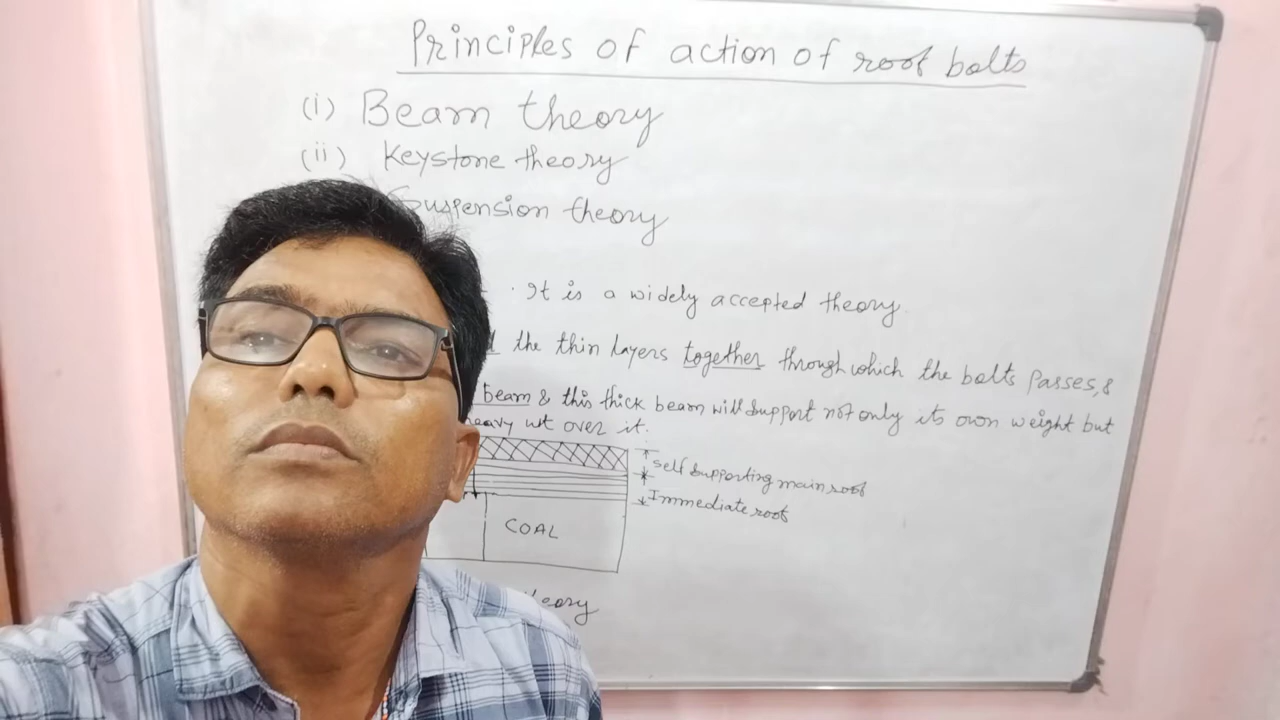 Principles of action of roof bolts
(i) Beam theory
(ii) Keystone theory
Suspension theory
It is a widely accepted theory.
the thin layers together through which the bolts passes, &
beam & this thick beam will support not only its own weight but
heavy wt over it.
self supporting main roof
Immediate roof
COAL